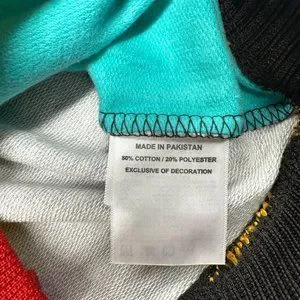 MADE IN PAKISTAN
80% COTTON / 20% POLYESTER
EXCLUSIVE OF DECORATION